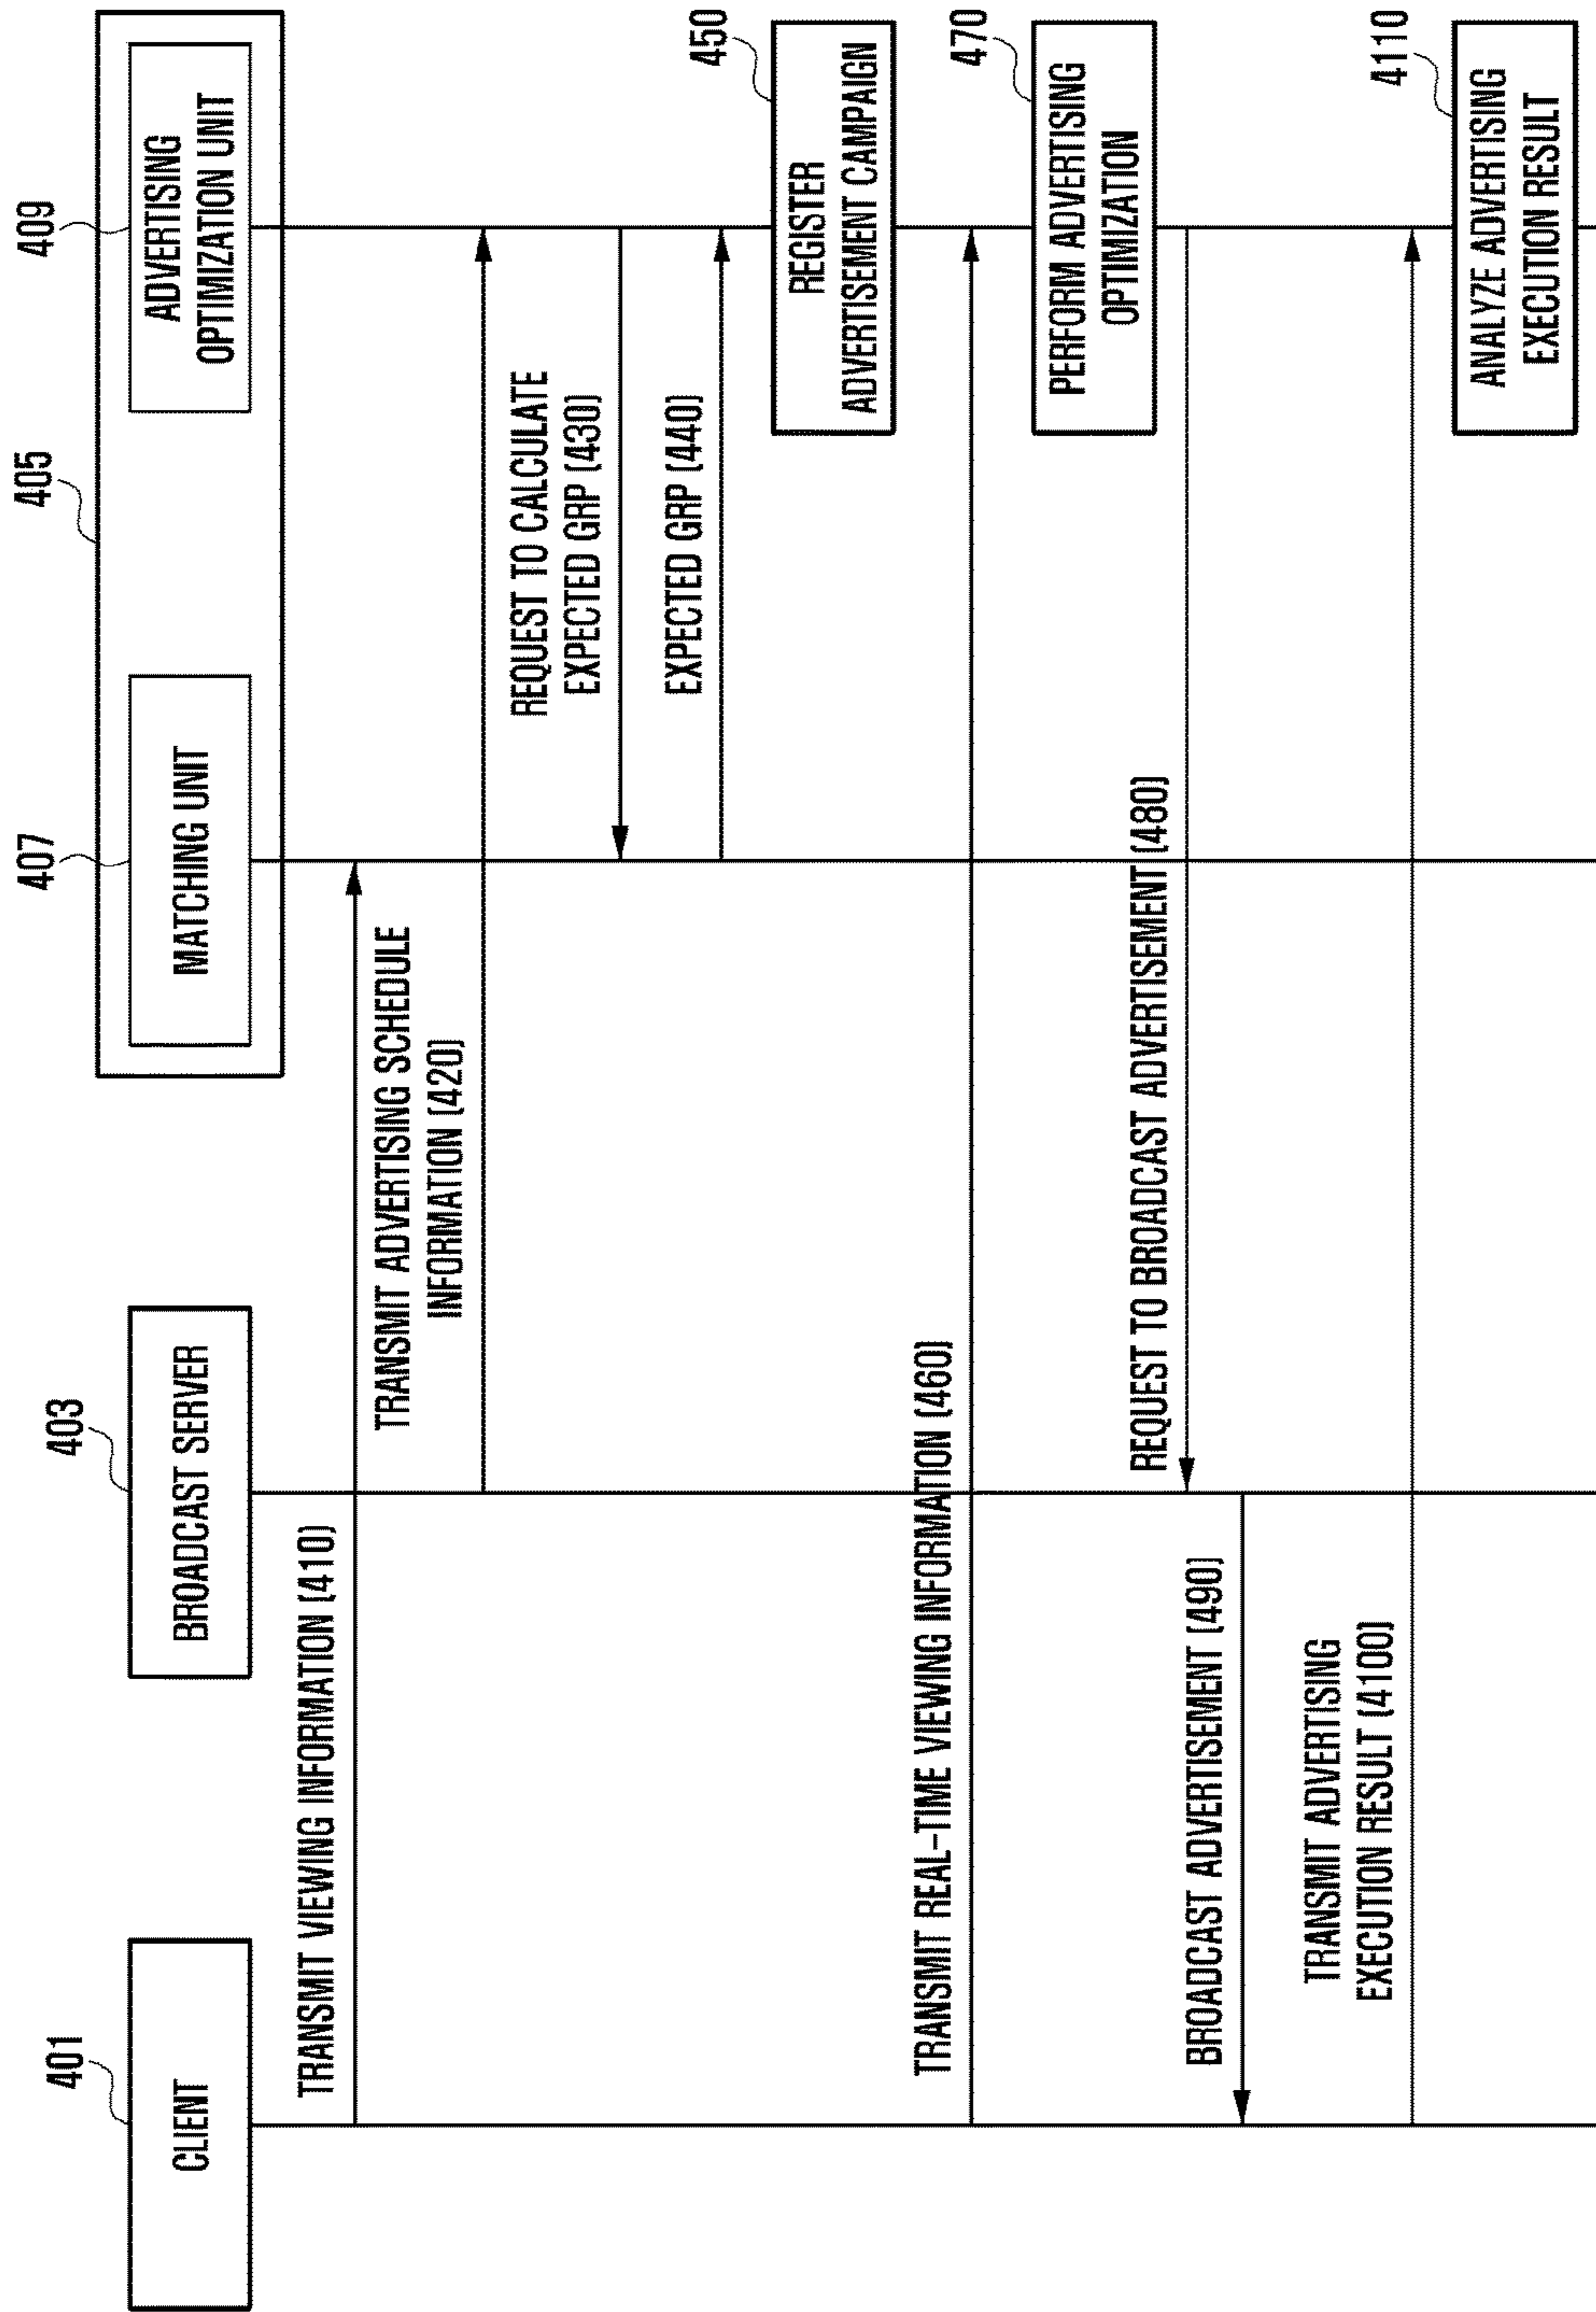 401
CLIENT
403
BROADCAST SERVER
405
407
MATCHING UNIT
409
ADVERTISING
OPTIMIZATION UNIT
TRANSMIT VIEWING INFORMATION (410)
TRANSMIT ADVERTISING SCHEDULE
INFORMATION (420)
REQUEST TO CALCULATE
EXPECTED GRP (430)
EXPECTED GRP (440)
450
REGISTER
ADVERTISEMENT CAMPAIGN
TRANSMIT REAL-TIME VIEWING INFORMATION (460)
470
PERFORM ADVERTISING
OPTIMIZATION
REQUEST TO BROADCAST ADVERTISEMENT (480)
BROADCAST ADVERTISEMENT (490)
TRANSMIT ADVERTISING
EXECUTION RESULT (4100)
4110
ANALYZE ADVERTISING
EXECUTION RESULT